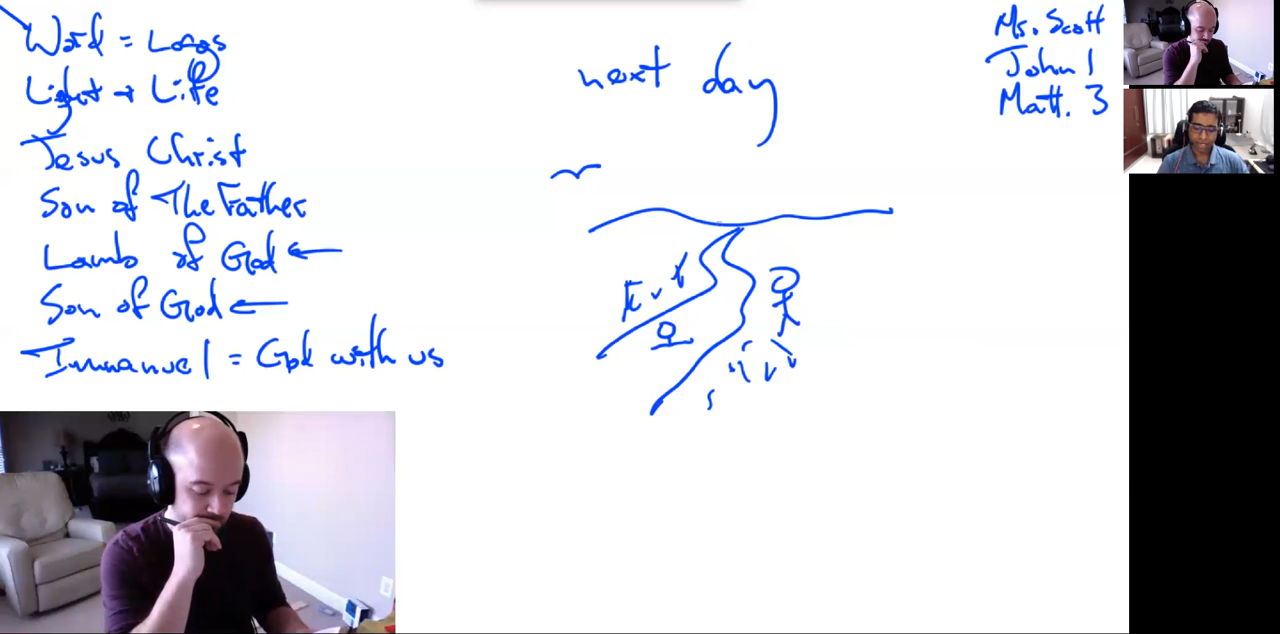 Word = Logos
Light + Life
Jesus Christ
Son of The Father
Lamb of God ←
Son of God ←
Immanuel = God with us
next day
Ms. Scott
John 1
Matt. 3